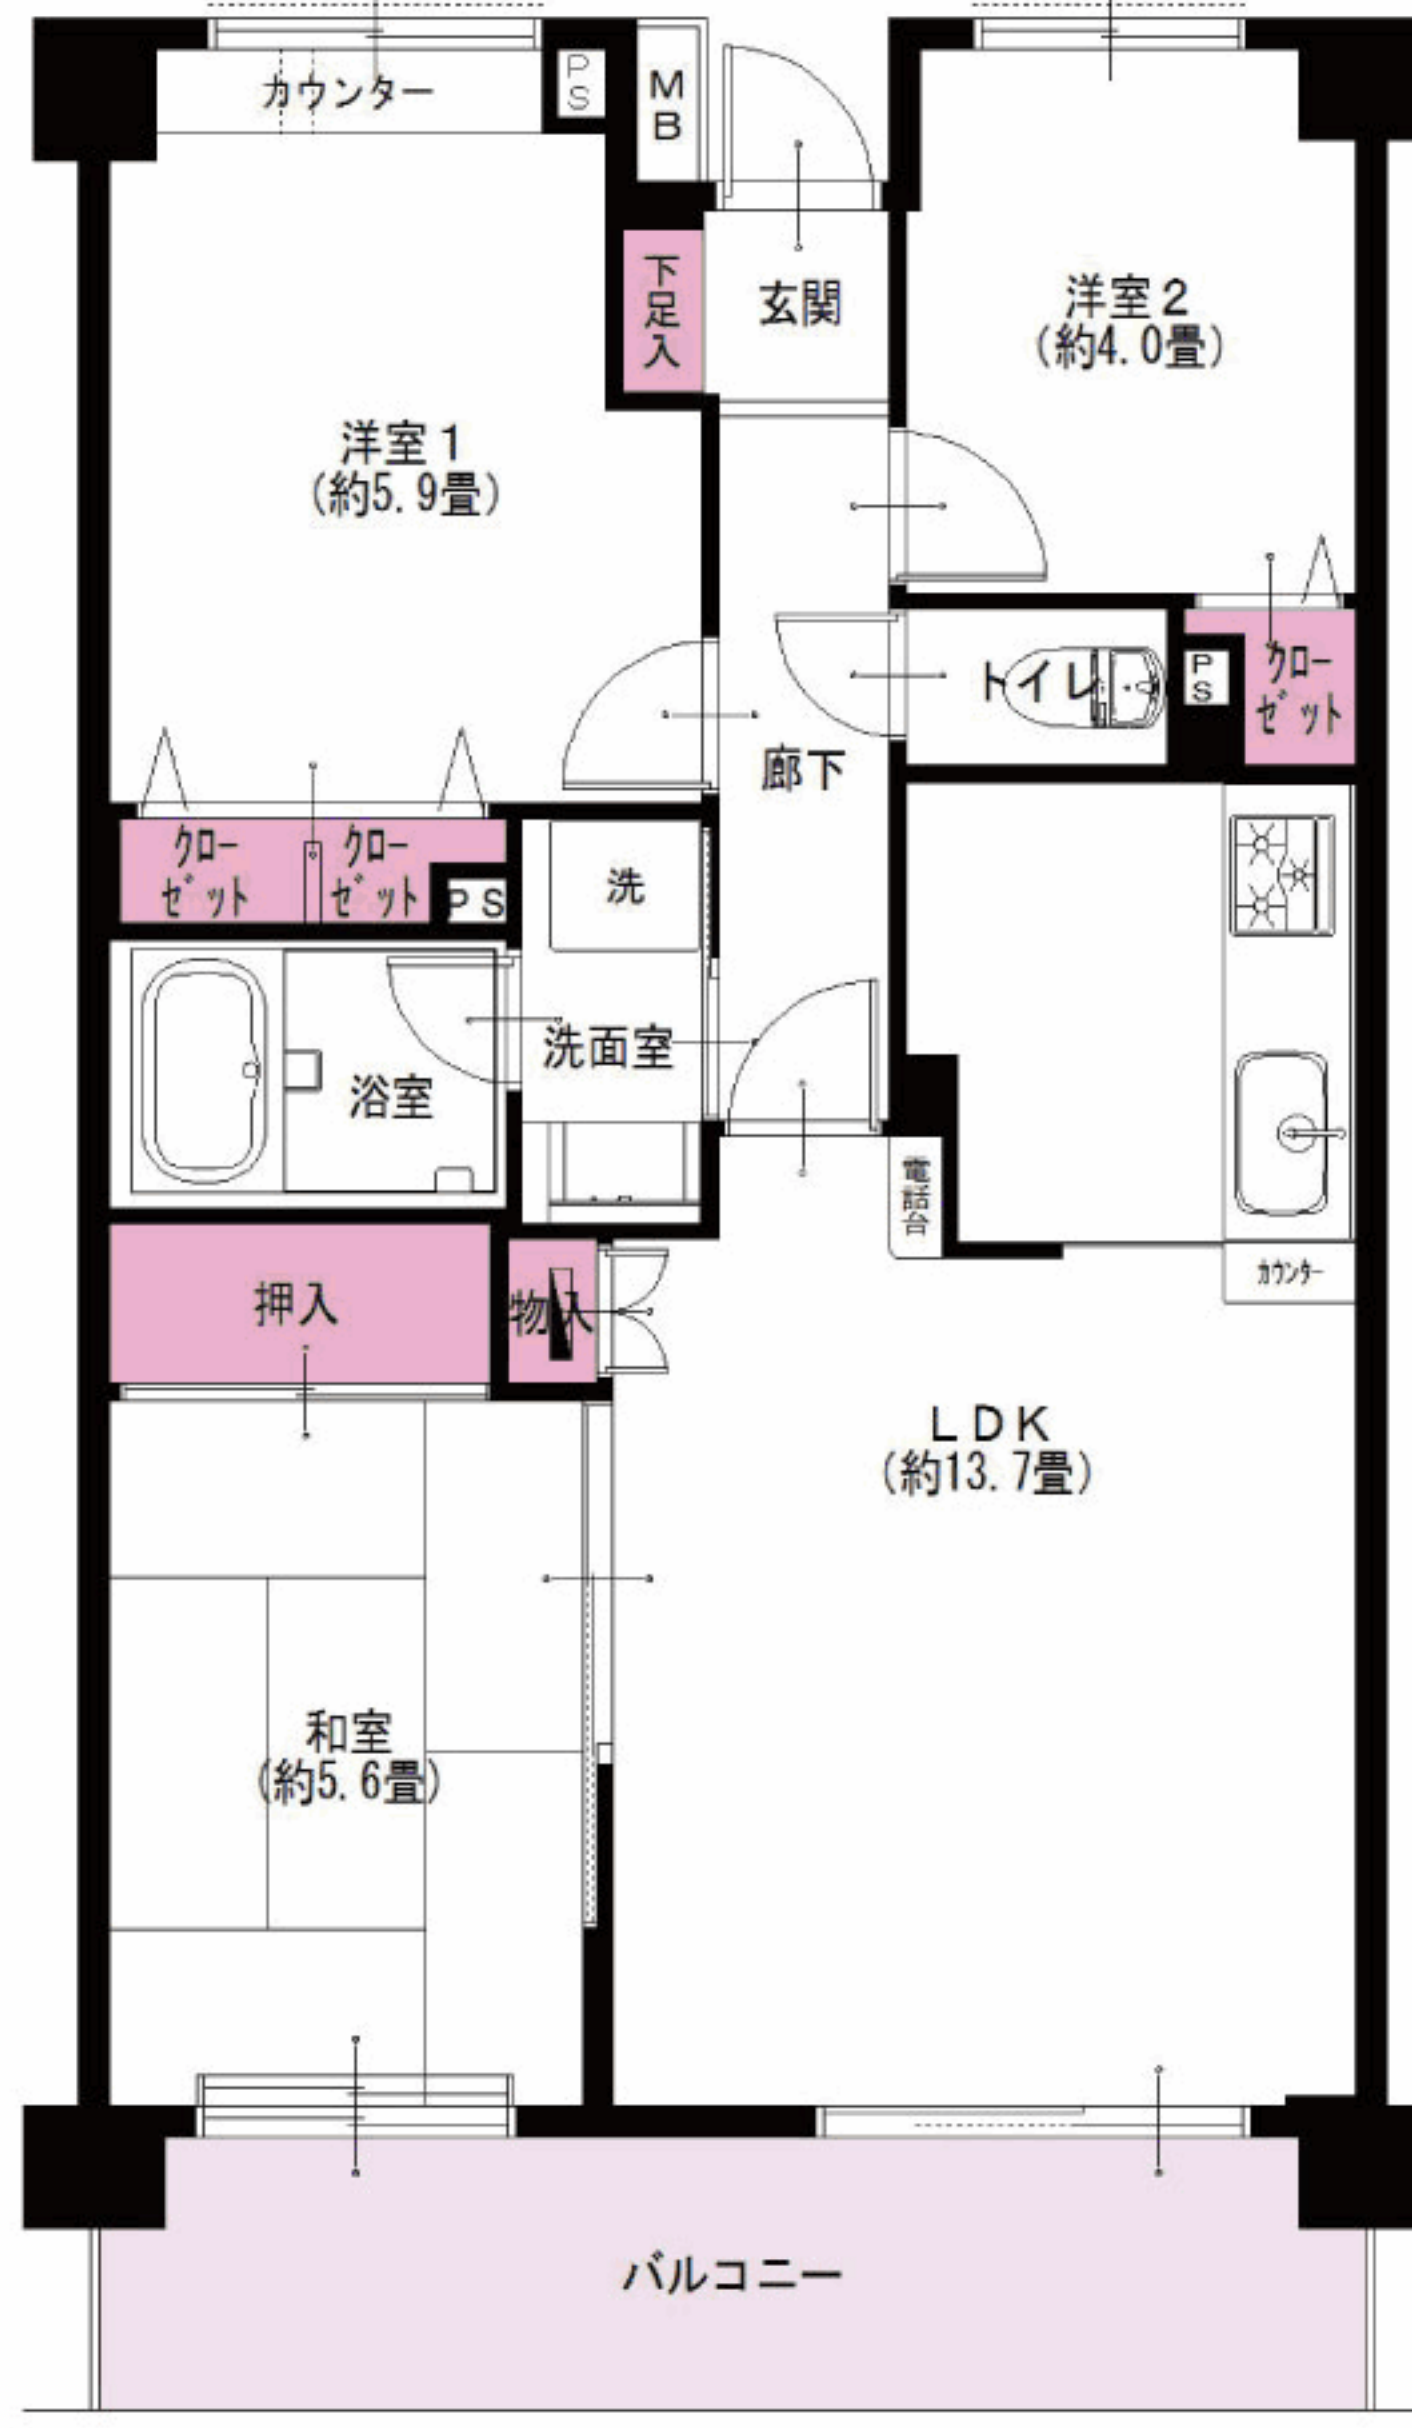 カウンター
PS
MB
下足入
玄関
洋室2
(約4.0畳)
洋室1
(約5.9畳)
トイレ
PS
クロー
ゼット
廊下
クロー
ゼット
クロー
ゼット
PS
洗
洗面室
浴室
電話台
カウンター
押入
物入
LDK
(約13.7畳)
和室
(約5.6畳)
バルコニー